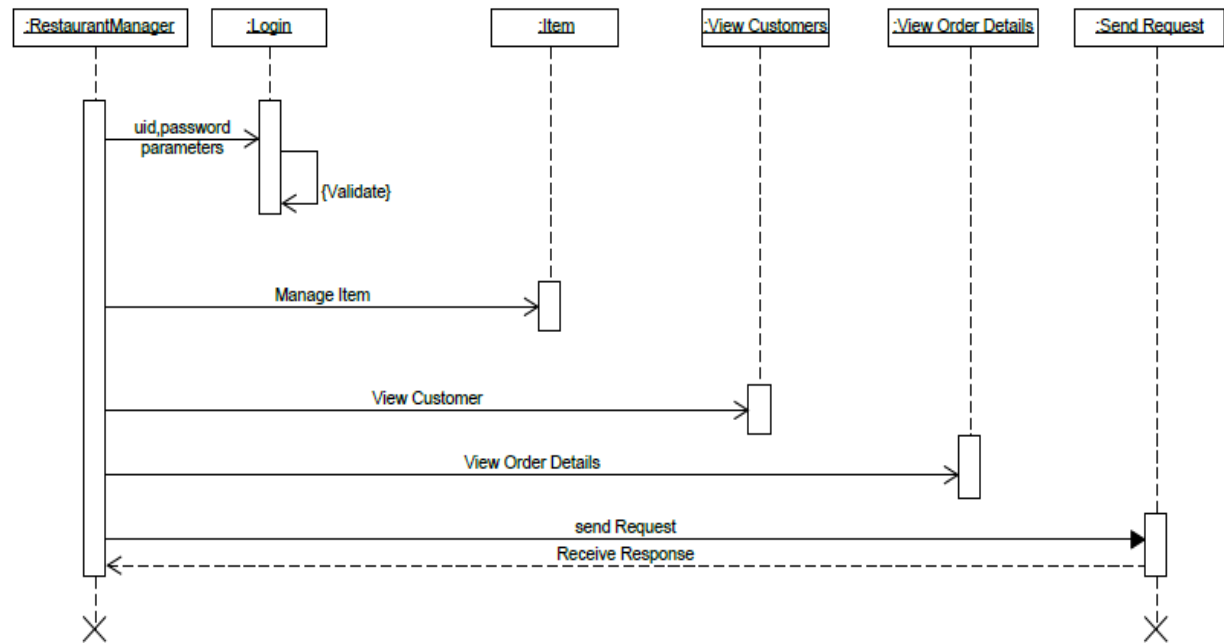 :RestaurantManager
:Login
:Item
:View Customers
:View Order Details
:Send Request
uid,password
parameters
{Validate}
Manage Item
View Customer
View Order Details
send Request
Receive Response